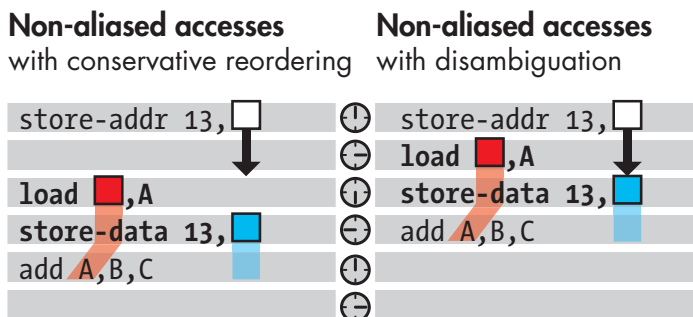 Non-aliased accesses
with conservative reordering
store-addr 13,
load ,A
store-data 13,
add A,B,C
Non-aliased accesses
with disambiguation
store-addr 13,
load ,A
store-data 13,
add A,B,C